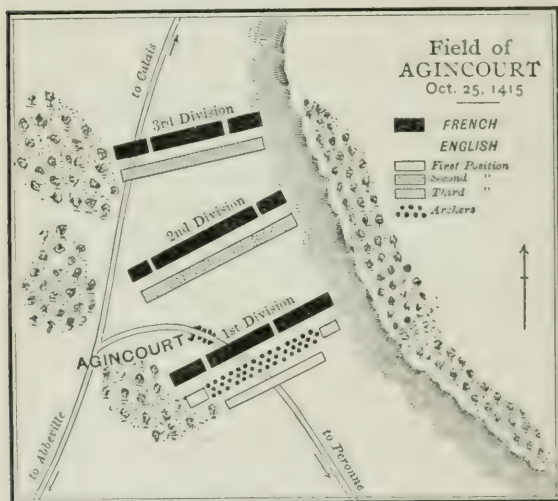 Field of
AGINCOURT
Oct. 25, 1415
FRENCH
ENGLISH
First Position
Second "
Third "
Archers
to Calais
3rd Division
2nd Division
1st Division
AGINCOURT
to Abbeville
to Peronne